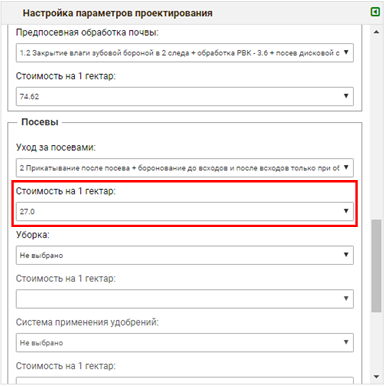 Настройка параметров проектирования
Предпосевная обработка почвы:
1.2 Закрытие влаги зубовой бороной в 2 следа + обработка РВК - 3.6 + посев дисковой с
Стоимость на 1 гектар:
74.62
Посевы
Уход за посевами:
2 Прикатывание после посева + боронование до всходов и после всходов только при об
Стоимость на 1 гектар:
27.0
Уборка:
Не выбрано
Стоимость на 1 гектар:
Система применения удобрений:
Не выбрано
Стоимость на 1 гектар: